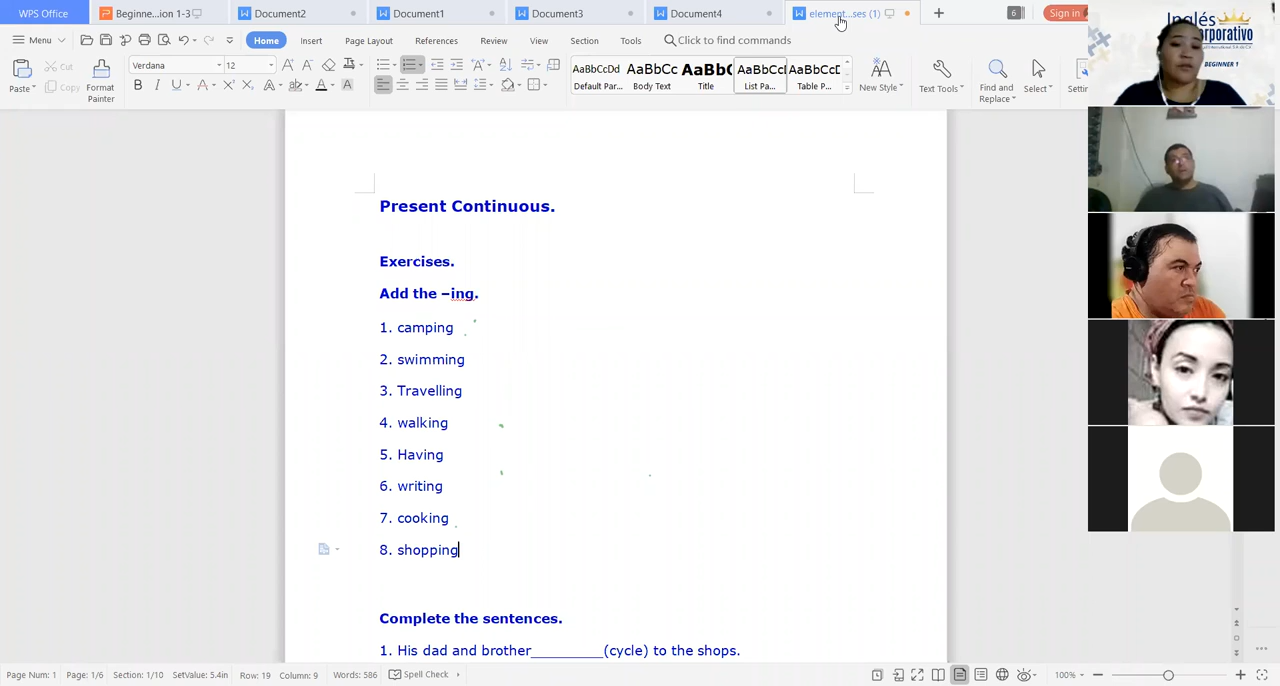 WPS Office Beginne...ion 1-3 Document2 Document1 Document3 Document4 element...ses (1) 6 Sign in
Menu Home Insert Page Layout References Review View Section Tools Click to find commands
Paste Cut Copy Format Painter Verdana 12
AaBbCcDd AaBbCc AaBb AaBbCcI AaBbCcD
Default Par... Body Text Title List Pa... Table P...
New Style Text Tools Find and Replace Select Settin
Inglés
orporativo
BEGINNER 1
Present Continuous.
Exercises.
Add the –ing.
1. camping
2. swimming
3. Travelling
4. walking
5. Having
6. writing
7. cooking
8. shopping
Complete the sentences.
1. His dad and brother_________(cycle) to the shops.
Page Num: 1 Page: 1/6 Section: 1/10 SetValue: 5.4in Row: 19 Column: 9 Words: 586 Spell Check 100%